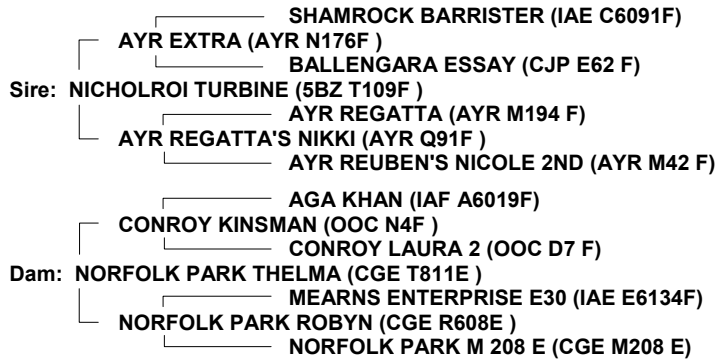 SHAMROCK BARRISTER (IAE C6091F)
AYR EXTRA (AYR N176F )
BALLENGARA ESSAY (CJP E62 F)
Sire: NICHOLROI TURBINE (5BZ T109F )
AYR REGATTA (AYR M194 F)
AYR REGATTA'S NIKKI (AYR Q91F )
AYR REUBEN'S NICOLE 2ND (AYR M42 F)
AGA KHAN (IAF A6019F)
CONROY KINSMAN (OOC N4F )
CONROY LAURA 2 (OOC D7 F)
Dam: NORFOLK PARK THELMA (CGE T811E )
MEARNS ENTERPRISE E30 (IAE E6134F)
NORFOLK PARK ROBYN (CGE R608E )
NORFOLK PARK M 208 E (CGE M208 E)